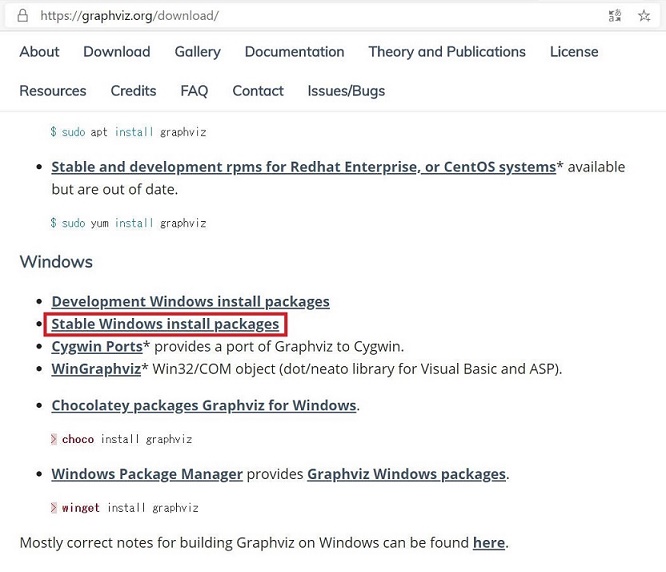 https://graphviz.org/download/
About Download Gallery Documentation Theory and Publications License
Resources Credits FAQ Contact Issues/Bugs
$ sudo apt install graphviz
• Stable and development rpms for Redhat Enterprise, or CentOS systems* available
but are out of date.
$ sudo yum install graphviz
Windows
• Development Windows install packages
• Stable Windows install packages
• Cygwin Ports* provides a port of Graphviz to Cygwin.
• WinGraphviz* Win32/COM object (dot/neato library for Visual Basic and ASP).
• Chocolatey packages Graphviz for Windows.
> choco install graphviz
• Windows Package Manager provides Graphviz Windows packages.
> winget install graphviz
Mostly correct notes for building Graphviz on Windows can be found here.